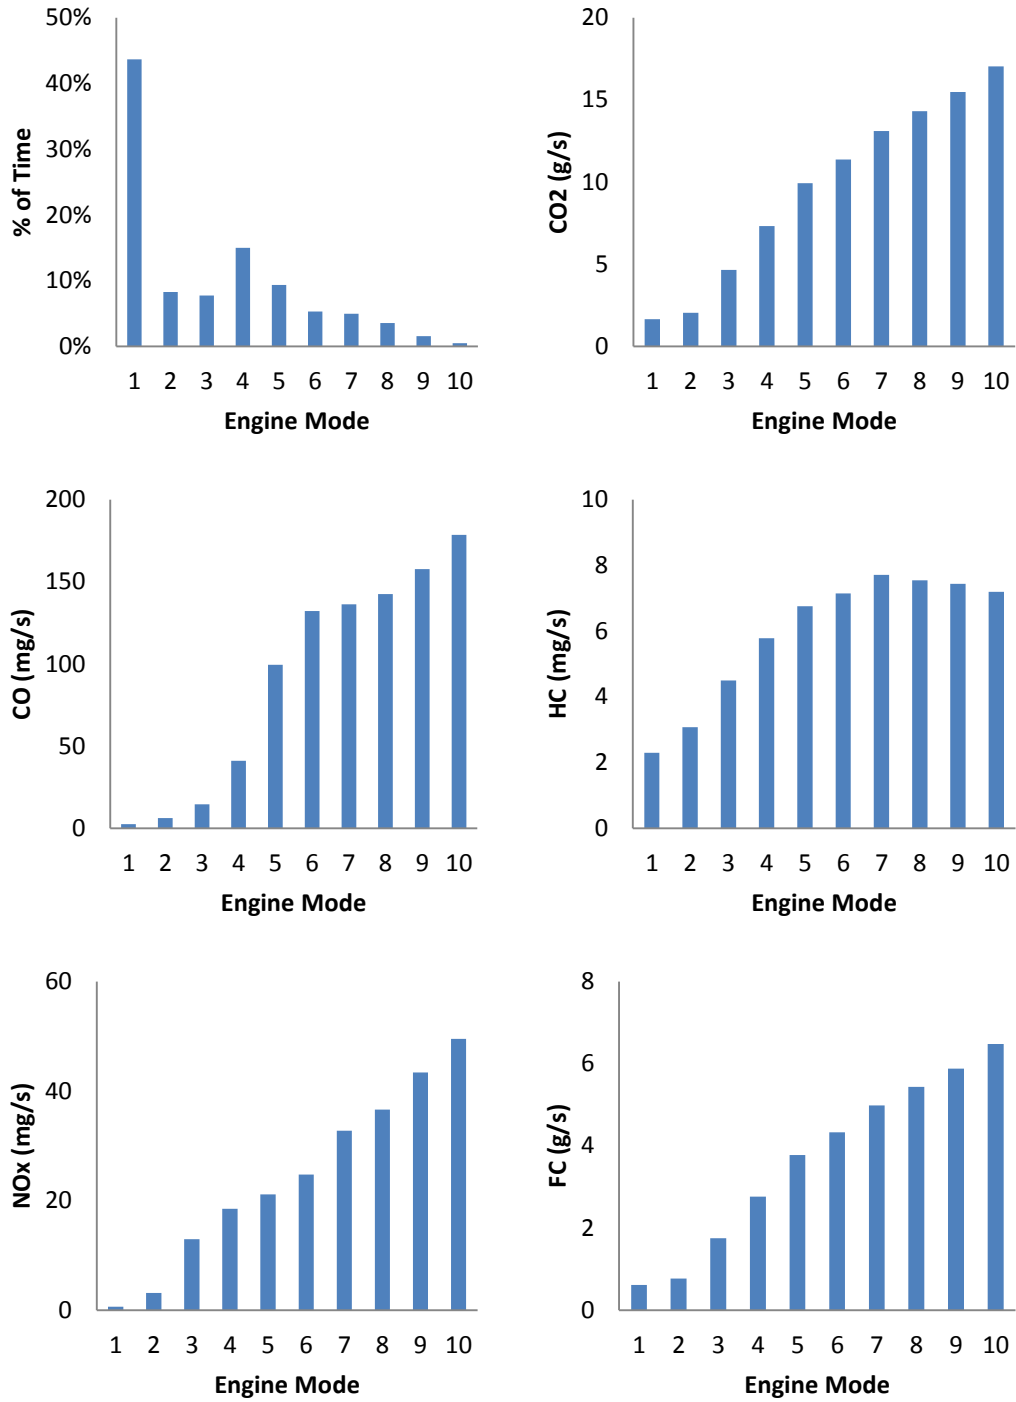 50%
40%
30%
20%
10%
0%
% of Time
1 2 3 4 5 6 7 8 9 10
Engine Mode
20
15
10
5
0
CO2 (g/s)
1 2 3 4 5 6 7 8 9 10
Engine Mode
200
150
100
50
0
CO (mg/s)
1 2 3 4 5 6 7 8 9 10
Engine Mode
10
8
6
4
2
0
HC (mg/s)
1 2 3 4 5 6 7 8 9 10
Engine Mode
60
40
20
0
NOx (mg/s)
1 2 3 4 5 6 7 8 9 10
Engine Mode
8
6
4
2
0
FC (g/s)
1 2 3 4 5 6 7 8 9 10
Engine Mode